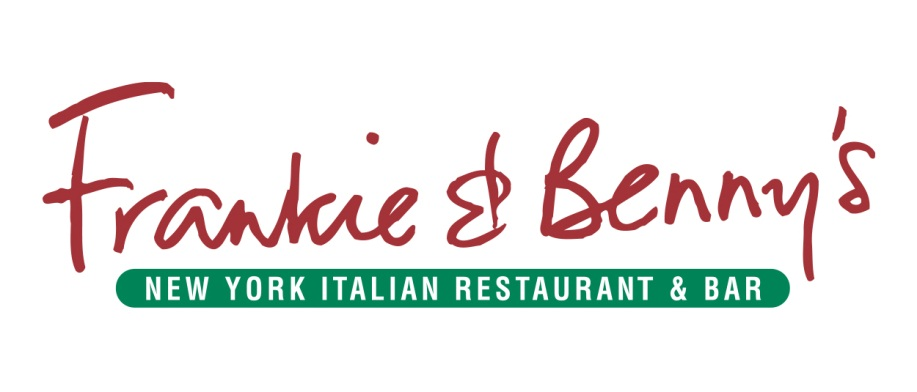 Frankie & Benny's
NEW YORK ITALIAN RESTAURANT & BAR